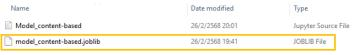 Name Date modified Type
Model_content-based 26/2/2568 20:01 Jupyter Source File
model_content-based.joblib 26/2/2568 19:41 JOBLIB File